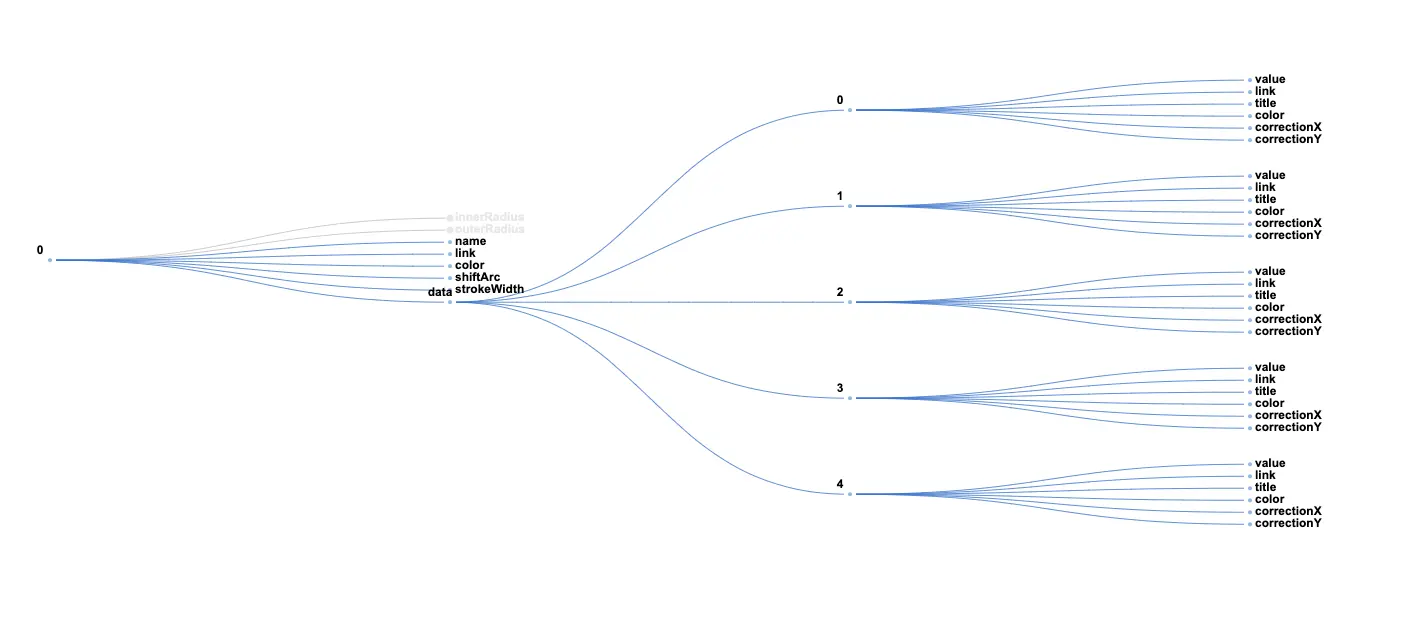 0
innerRadius
outerRadius
name
link
color
shiftArc
strokeWidth
data
0
value
link
title
color
correctionX
correctionY
1
value
link
title
color
correctionX
correctionY
2
value
link
title
color
correctionX
correctionY
3
value
link
title
color
correctionX
correctionY
4
value
link
title
color
correctionX
correctionY